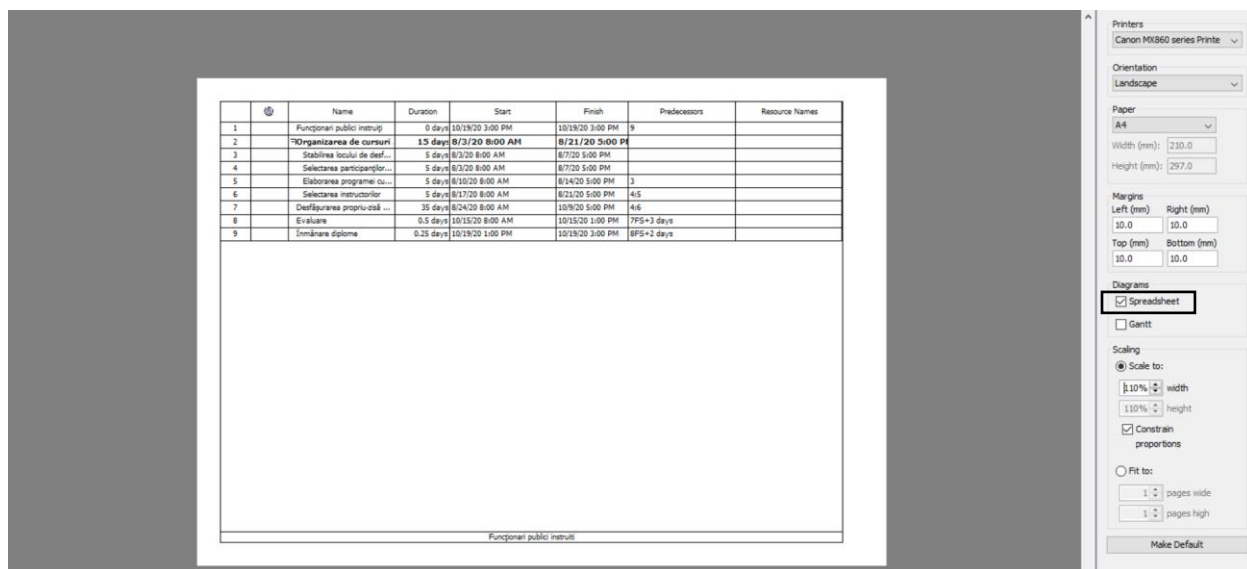 Name Duration Start Finish Predecessors Resource Names
1 Funcționari publici instruiți 0 days 10/19/20 3:00 PM 10/19/20 3:00 PM 9
2 Organizarea de cursuri 15 days 8/3/20 8:00 AM 8/21/20 5:00 PM
3 Stabilirea locului de desf... 5 days 8/3/20 8:00 AM 8/7/20 5:00 PM
4 Selectarea participanților... 5 days 8/3/20 8:00 AM 8/7/20 5:00 PM
5 Elaborarea programei cu... 5 days 8/10/20 8:00 AM 8/14/20 5:00 PM 3
6 Selectarea instructorilor 5 days 8/17/20 8:00 AM 8/21/20 5:00 PM 4;5
7 Desfășurarea propriu-zisă ... 35 days 8/24/20 8:00 AM 10/9/20 5:00 PM 4;6
8 Evaluare 0.5 days 10/15/20 8:00 AM 10/15/20 1:00 PM 7FS+3 days
9 Înmânare diplome 0.25 days 10/19/20 1:00 PM 10/19/20 3:00 PM 8FS+2 days
Funcționari publici instruiti
Printers
Canon MX860 series Printe
Orientation
Landscape
Paper
A4
Width (mm): 210.0
Height (mm): 297.0
Margins
Left (mm) Right (mm)
10.0 10.0
Top (mm) Bottom (mm)
10.0 10.0
Diagrams
Spreadsheet
Gantt
Scaling
Scale to:
110% width
110% height
Constrain
proportions
Fit to:
1 pages wide
1 pages high
Make Default